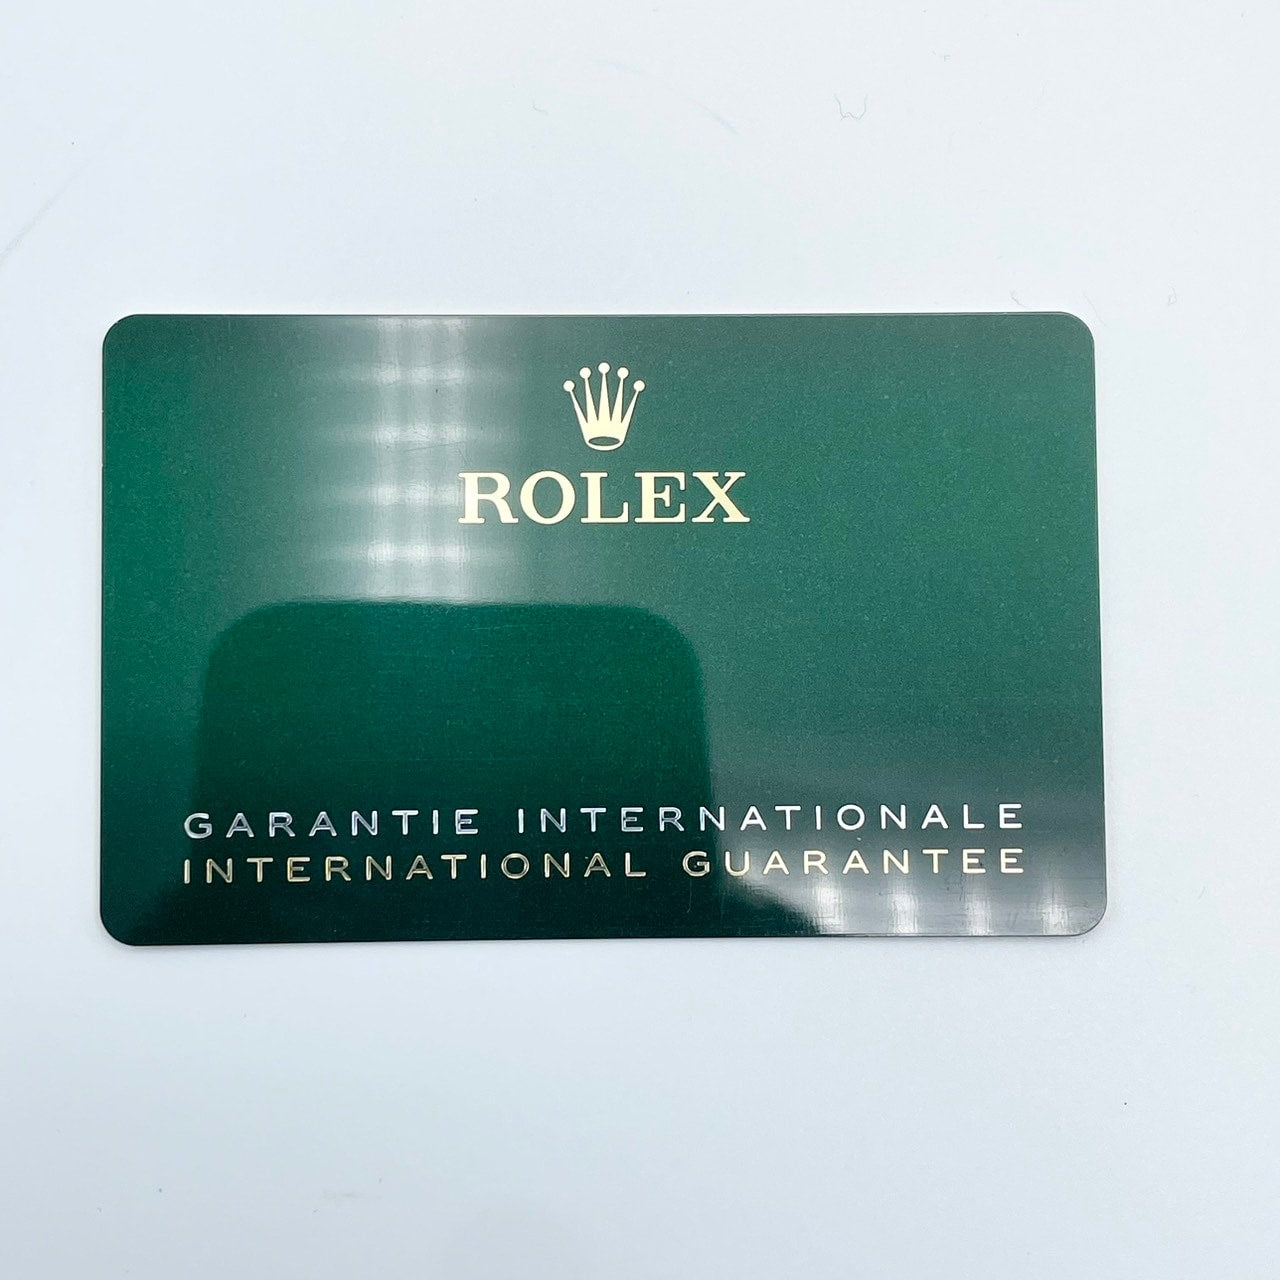 ROLEX
GARANTIE INTERNATIONALE
INTERNATIONAL GUARANTEE